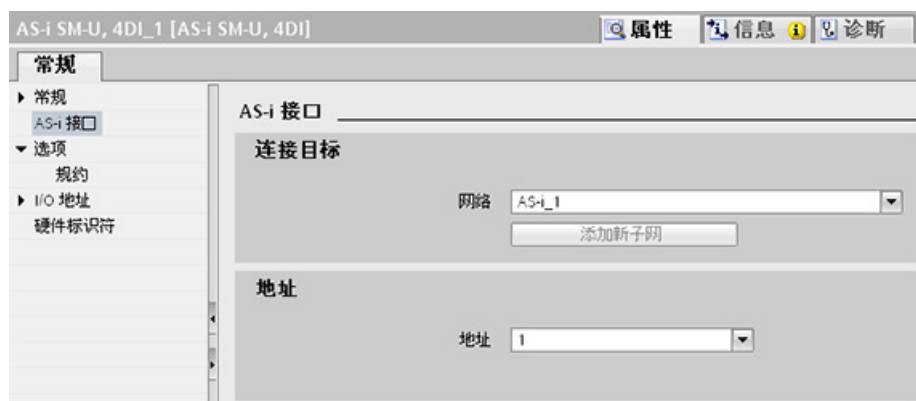 AS-i SM-U, 4DI_1 [AS-i SM-U, 4DI]
属性
信息
诊断
常规
常规
AS-i 接口
选项
规约
I/O 地址
硬件标识符
AS-i 接口
连接目标
网络 AS-i_1
添加新子网
地址
地址 1